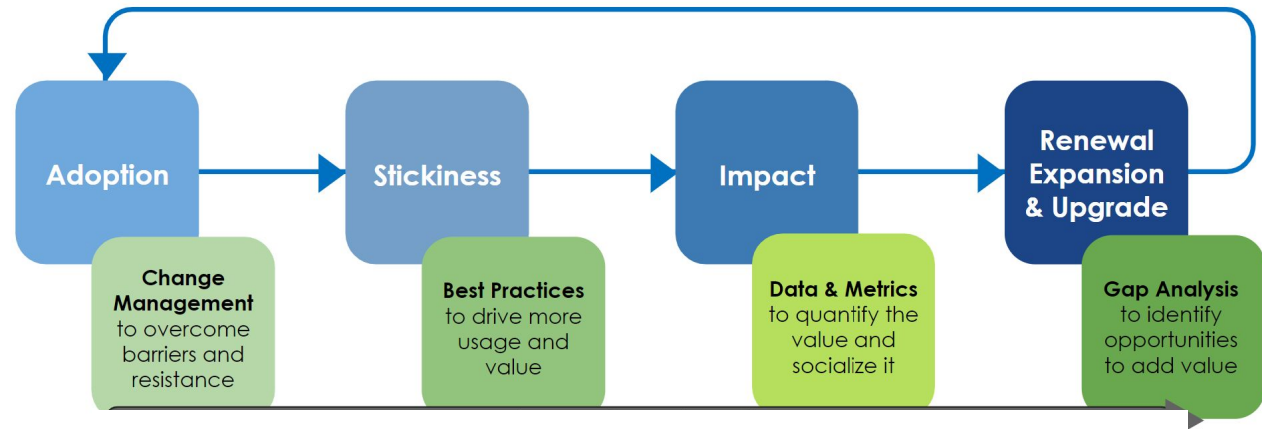 Adoption
Stickiness
Impact
Renewal
Expansion
& Upgrade
Change
Management
to overcome
barriers and
resistance
Best Practices
to drive more
usage and
value
Data & Metrics
to quantify the
value and
socialize it
Gap Analysis
to identify
opportunities
to add value